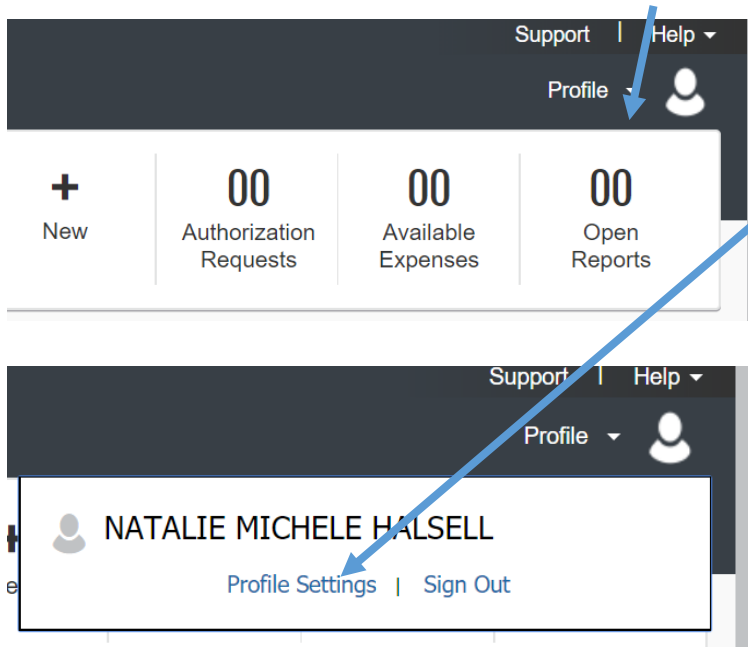 Support | Help
Profile
+ 00 00 00
New Authorization Available Open
Requests Expenses Reports
Support | Help
Profile
NATALIE MICHELE HALSELL
e
Profile Settings | Sign Out